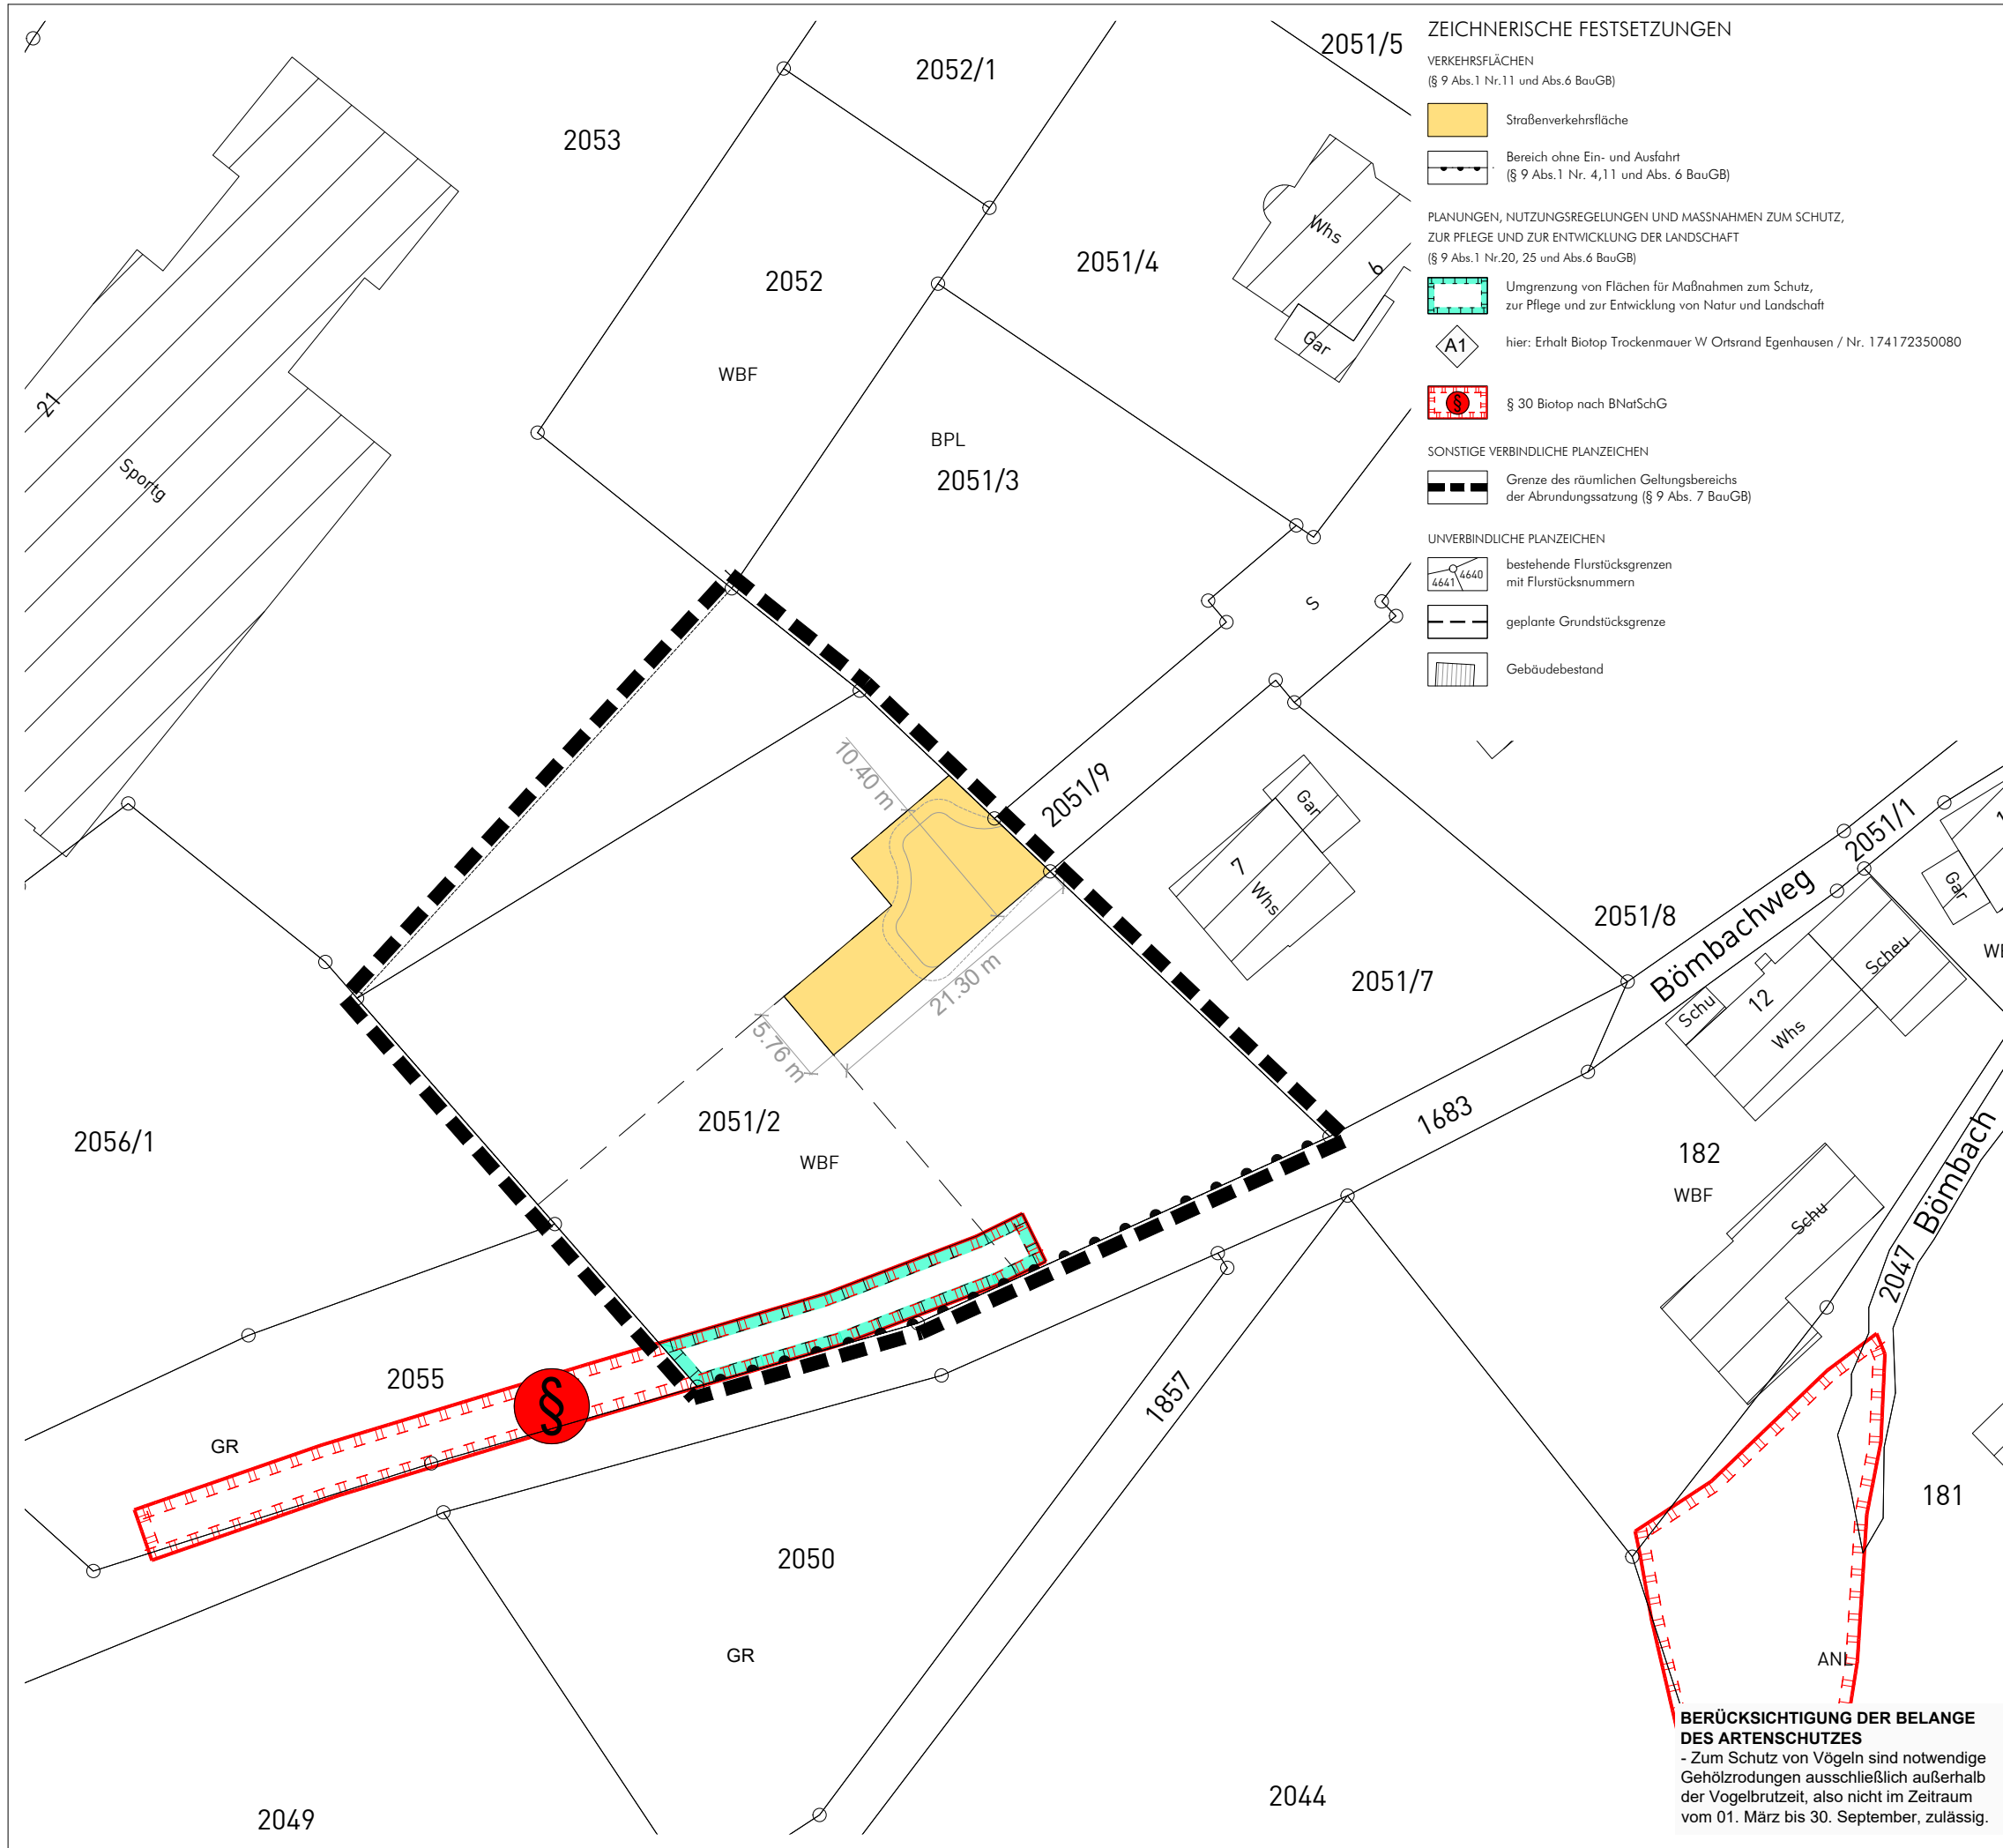 ZEICHNERISCHE FESTSETZUNGEN
VERKEHRSFLÄCHEN
(§ 9 Abs.1 Nr.11 und Abs.6 BauGB)
Straßenverkehrsfläche
Bereich ohne Ein- und Ausfahrt
(§ 9 Abs.1 Nr. 4,11 und Abs. 6 BauGB)
PLANUNGEN, NUTZUNGSREGELUNGEN UND MASSNAHMEN ZUM SCHUTZ,
ZUR PFLEGE UND ZUR ENTWICKLUNG DER LANDSCHAFT
(§ 9 Abs.1 Nr.20, 25 und Abs.6 BauGB)
Umgrenzung von Flächen für Maßnahmen zum Schutz,
zur Pflege und zur Entwicklung von Natur und Landschaft
A1
hier: Erhalt Biotop Trockenmauer W Ortsrand Egenhausen / Nr. 174172350080
§
§ 30 Biotop nach BNatSchG
SONSTIGE VERBINDLICHE PLANZEICHEN
Grenze des räumlichen Geltungsbereichs
der Abrundungssatzung (§ 9 Abs. 7 BauGB)
UNVERBINDLICHE PLANZEICHEN
4641
4640
bestehende Flurstücksgrenzen
mit Flurstücksnummern
geplante Grundstücksgrenze
Gebäudebestand
2051/5
2052/1
2053
Whs
6
Gar
2051/4
2052
WBF
BPL
2051/3
21
Sportg
S
10.40 m
2051/9
Gar
7
Whs
2051/1
Gar
2051/8
Bömbachweg
Scheu
Schu
12
Whs
21.30 m
2051/7
5.76 m
2051/2
WBF
2056/1
1683
182
WBF
Schu
Bömbach
2047
2055
§
GR
1857
181
2050
GR
ANL
2049
2044
BERÜCKSICHTIGUNG DER BELANGE
DES ARTENSCHUTZES
- Zum Schutz von Vögeln sind notwendige
Gehölzrodungen ausschließlich außerhalb
der Vogelbrutzeit, also nicht im Zeitraum
vom 01. März bis 30. September, zulässig.